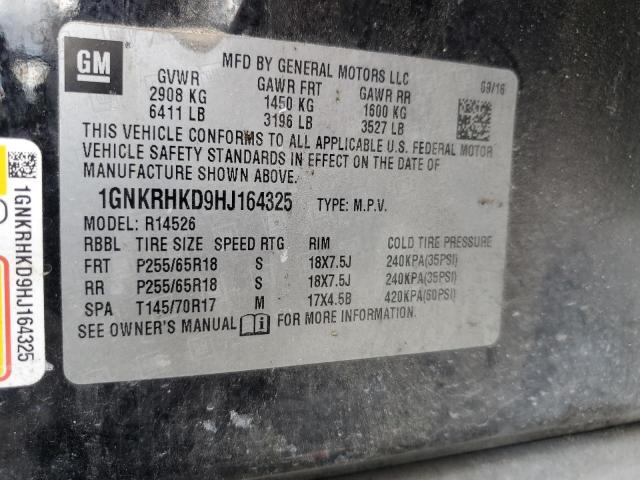 GM
MFD BY GENERAL MOTORS LLC
GVWR GAWR FRT GAWR RR 09/16
2908 KG 1450 KG 1600 KG
6411 LB 3196 LB 3527 LB
THIS VEHICLE CONFORMS TO ALL APPLICABLE U.S. FEDERAL MOTOR
VEHICLE SAFETY STANDARDS IN EFFECT ON THE DATE OF
MANUFACTURE SHOWN ABOVE.
1GNKRHKD9HJ164325 TYPE: M.P.V.
MODEL: R14526
RBBL TIRE SIZE SPEED RTG RIM COLD TIRE PRESSURE
FRT P255/65R18 S 18X7.5J 240KPA(35PSI)
RR P255/65R18 S 18X7.5J 240KPA(35PSI)
SPA T145/70R17 M 17X4.5B 420KPA(60PSI)
SEE OWNER'S MANUAL FOR MORE INFORMATION.
1GNKRHKD9HJ164325